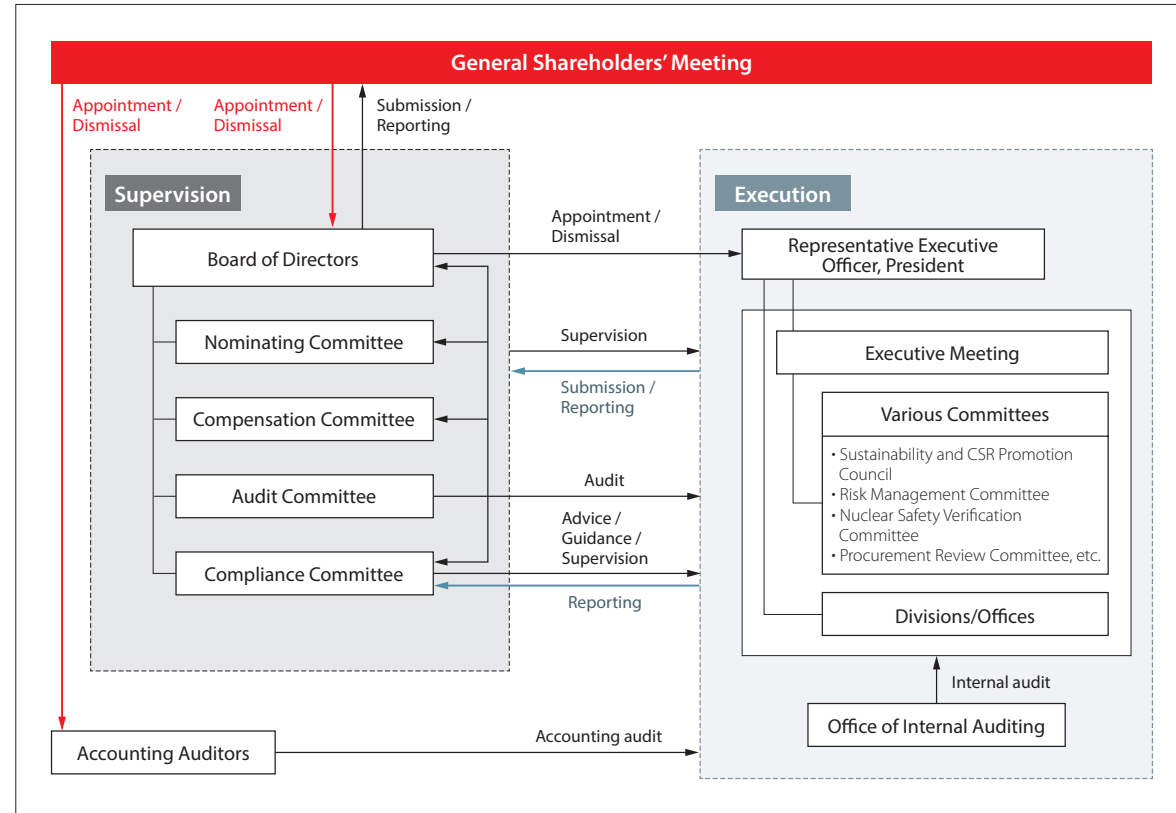 General Shareholders’ Meeting
Appointment /
Dismissal
Appointment /
Dismissal
Submission /
Reporting
Supervision
Board of Directors
Nominating Committee
Compensation Committee
Audit Committee
Compliance Committee
Appointment /
Dismissal
Supervision
Submission /
Reporting
Audit
Advice /
Guidance /
Supervision
Reporting
Execution
Representative Executive
Officer, President
Executive Meeting
Various Committees
• Sustainability and CSR Promotion
Council
• Risk Management Committee
• Nuclear Safety Verification
Committee
• Procurement Review Committee, etc.
Divisions/Offices
Internal audit
Office of Internal Auditing
Accounting Auditors
Accounting audit